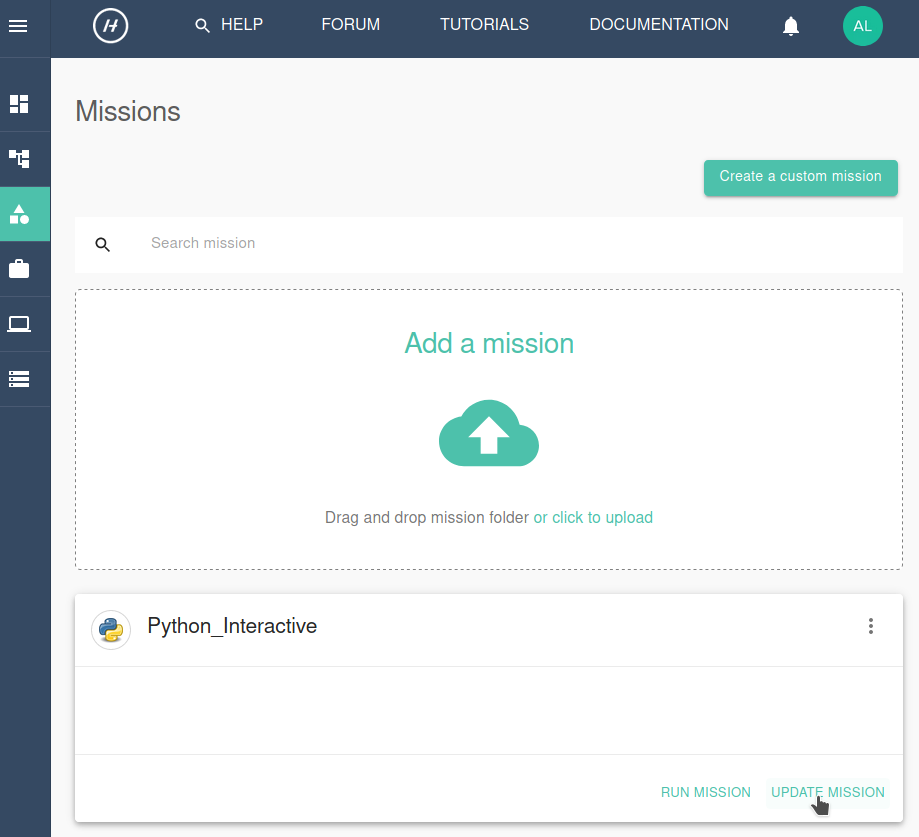 H
HELP FORUM TUTORIALS DOCUMENTATION AL
Missions
Create a custom mission
Search mission
Add a mission
Drag and drop mission folder or click to upload
Python_Interactive
RUN MISSION UPDATE MISSION